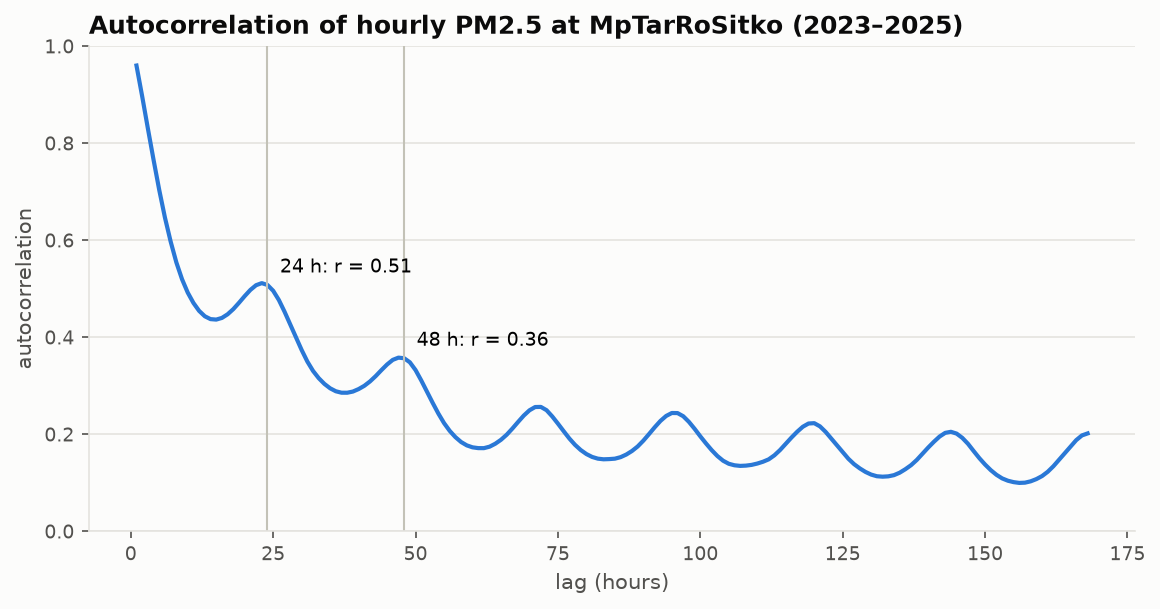 Autocorrelation of hourly PM2.5 at MpTarRoSitko (2023–2025)
1.0
0.8
0.6
0.4
0.2
0.0
autocorrelation
24 h: r = 0.51
48 h: r = 0.36
0 25 50 75 100 125 150 175
lag (hours)